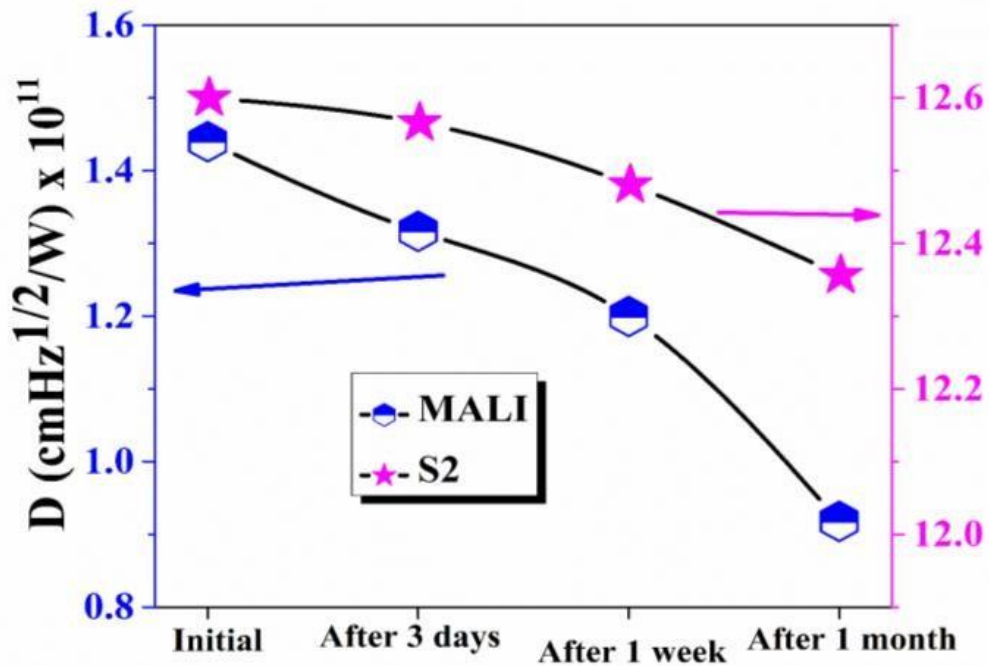 D (cmHz1/2/W) x 10¹¹
1.6
1.4
1.2
1.0
0.8
12.6
12.4
12.2
12.0
MALI
S2
Initial
After 3 days
After 1 week
After 1 month